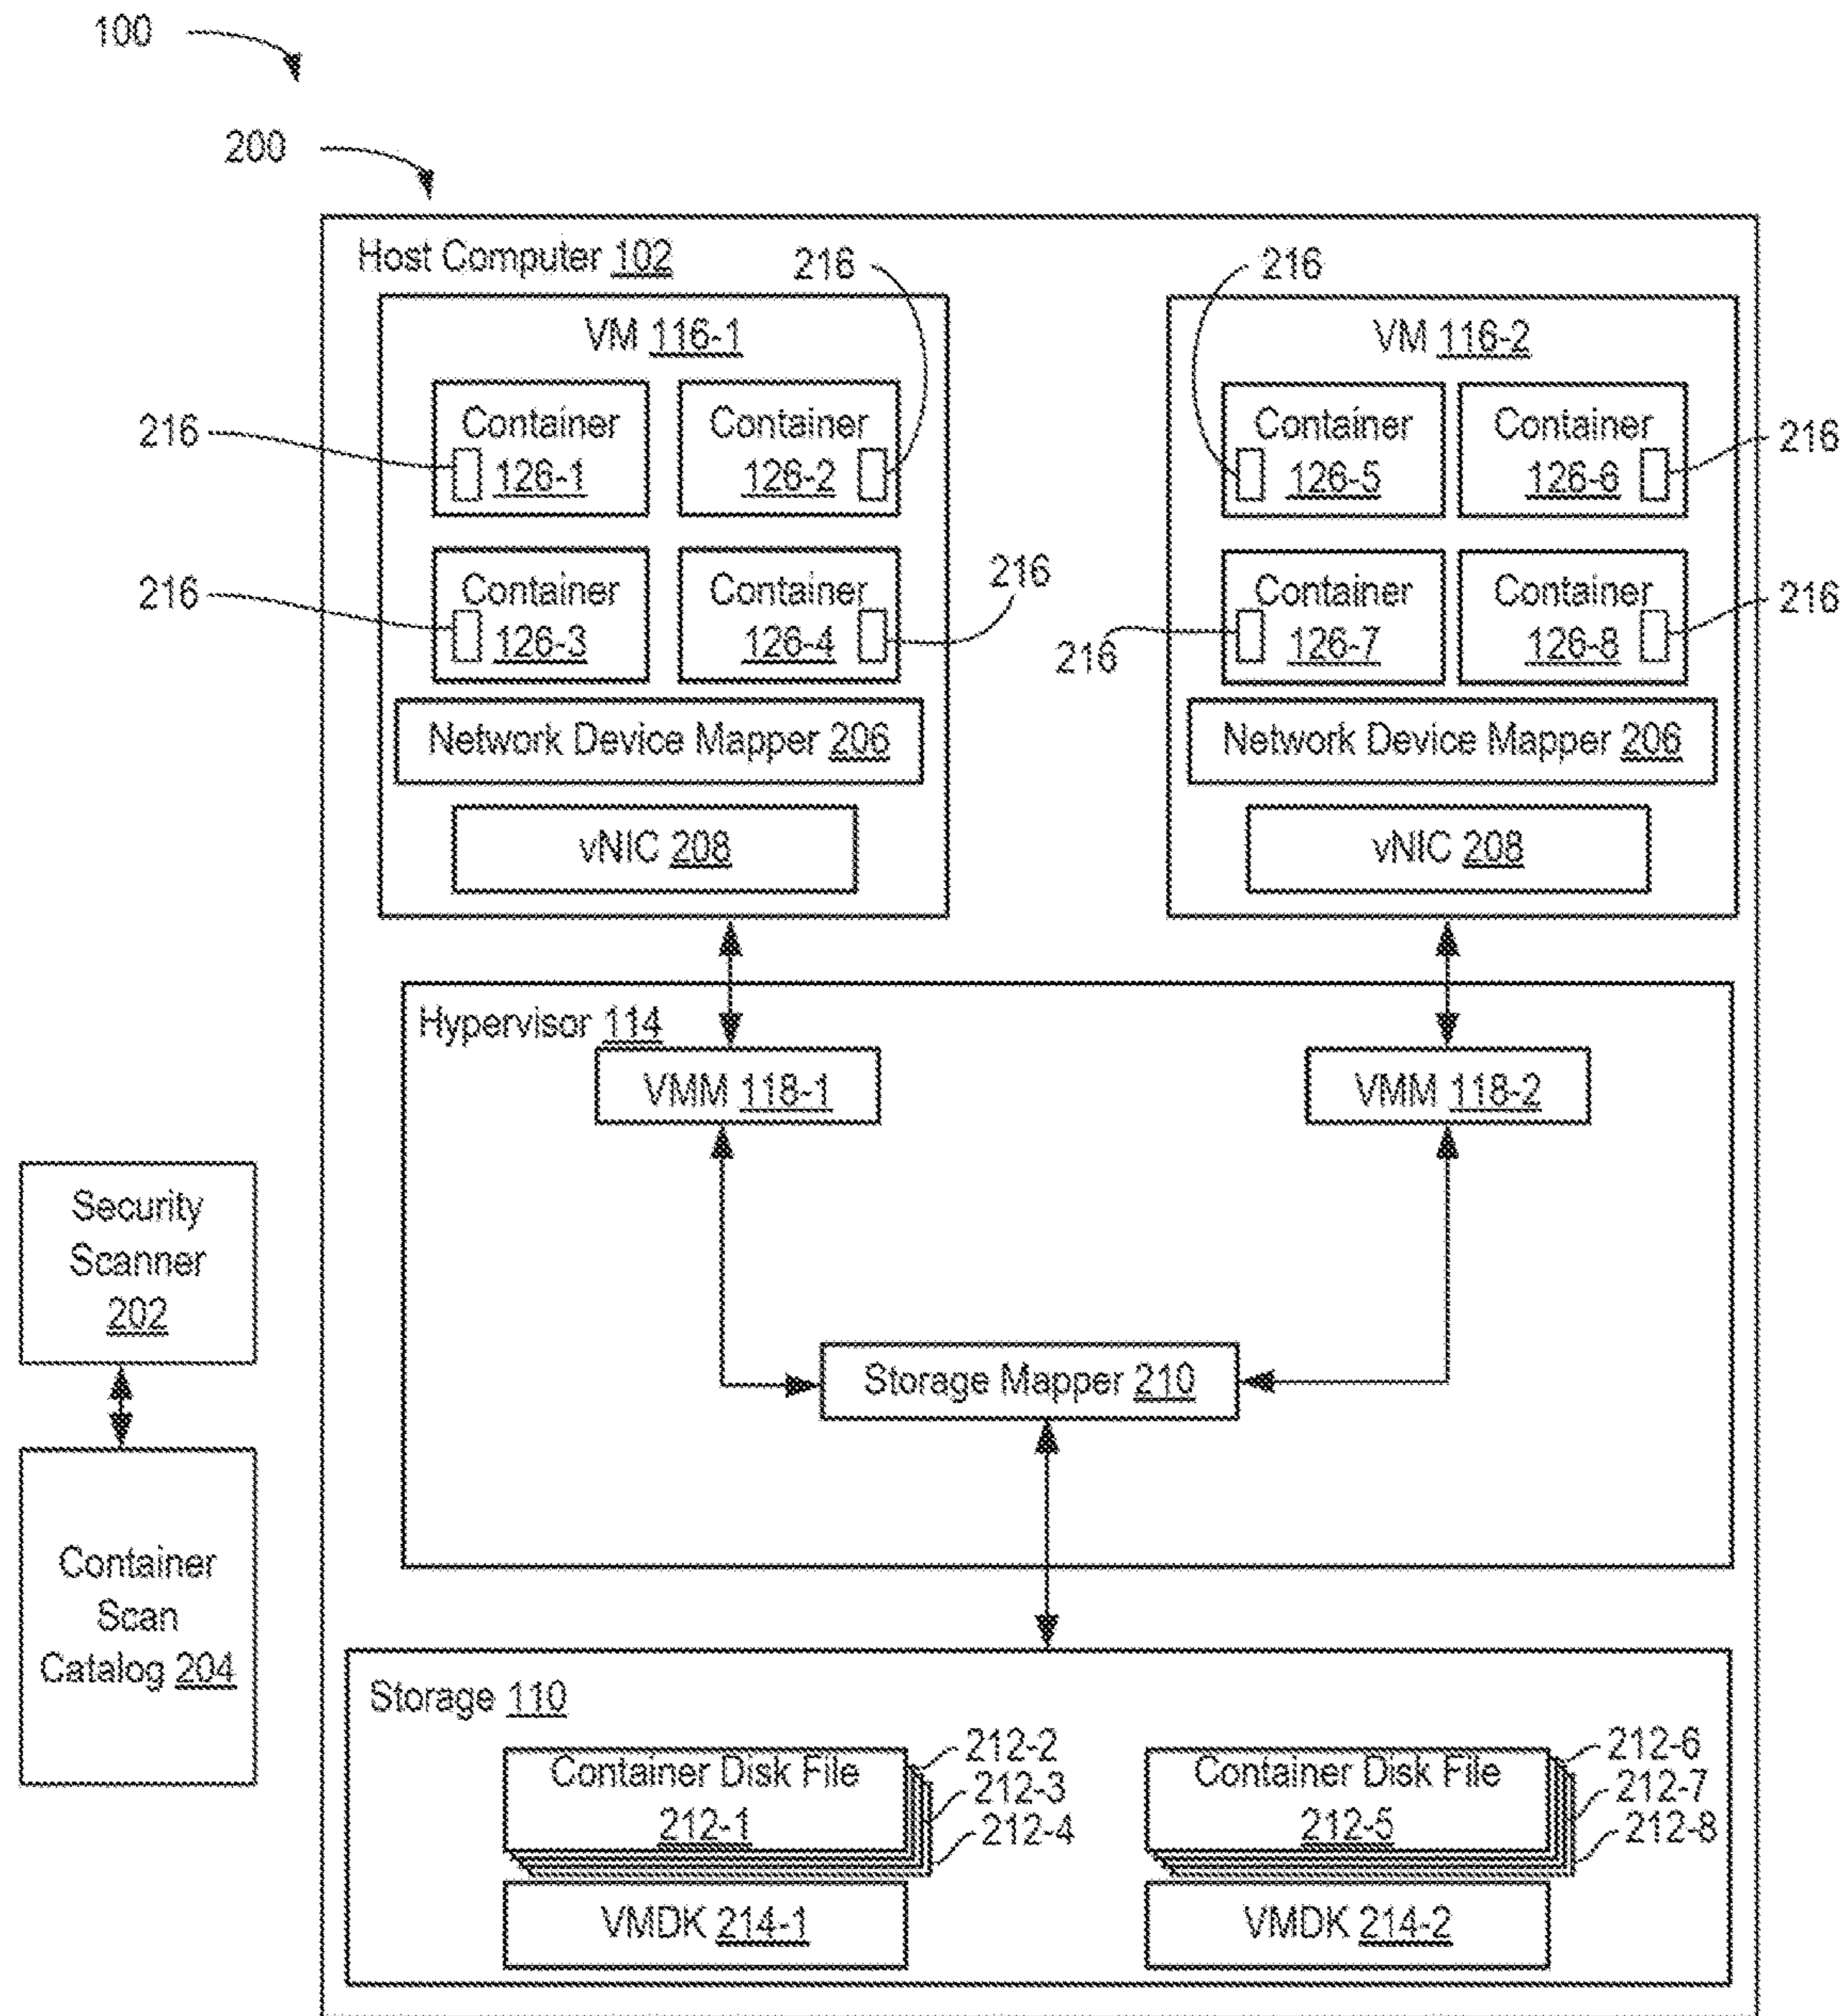 100
200
Host Computer 102
216
216
VM 116-1
VM 116-2
216
Container
126-1
Container
126-2
Container
126-5
Container
126-6
216
216
Container
126-3
Container
126-4
216
216
Container
126-7
Container
126-8
216
Network Device Mapper 206
Network Device Mapper 206
vNIC 208
vNIC 208
Hypervisor 114
VMM 118-1
VMM 118-2
Security
Scanner
202
Storage Mapper 210
Container
Scan
Catalog 204
Storage 110
Container Disk File
212-1
212-2
212-3
212-4
Container Disk File
212-5
212-6
212-7
212-8
VMDK 214-1
VMDK 214-2